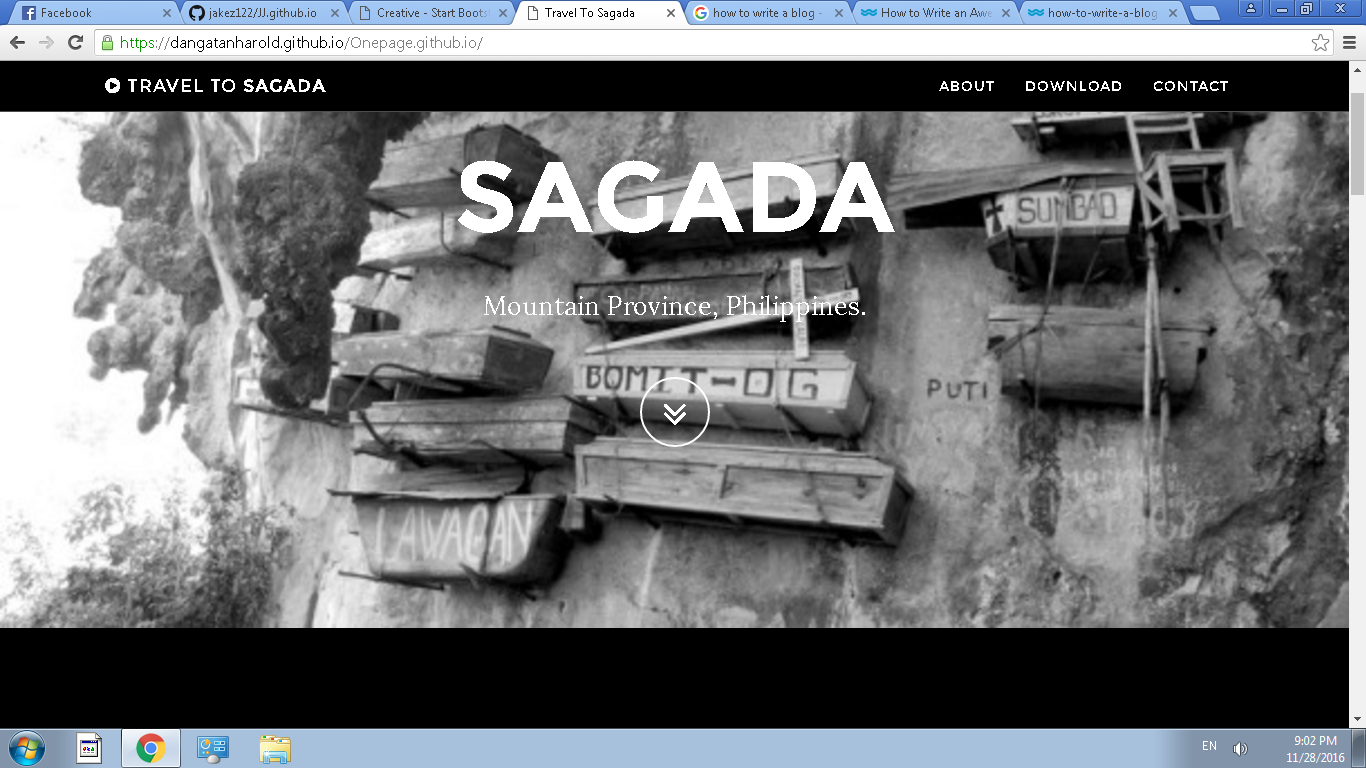 Facebook
jakez122/JJ.github.io
Creative - Start Boots
Travel To Sagada
how to write a blog -
How to Write an Awe
how-to-write-a-blog
https://dangatanharold.github.io/Onepage.github.io/
TRAVEL TO SAGADA
ABOUT DOWNLOAD CONTACT
SAGADA
SUMBAD
Mountain Province, Philippines.
BOMIT-OG
PUTI
LAWAGAN
EN
9:02 PM
11/28/2016